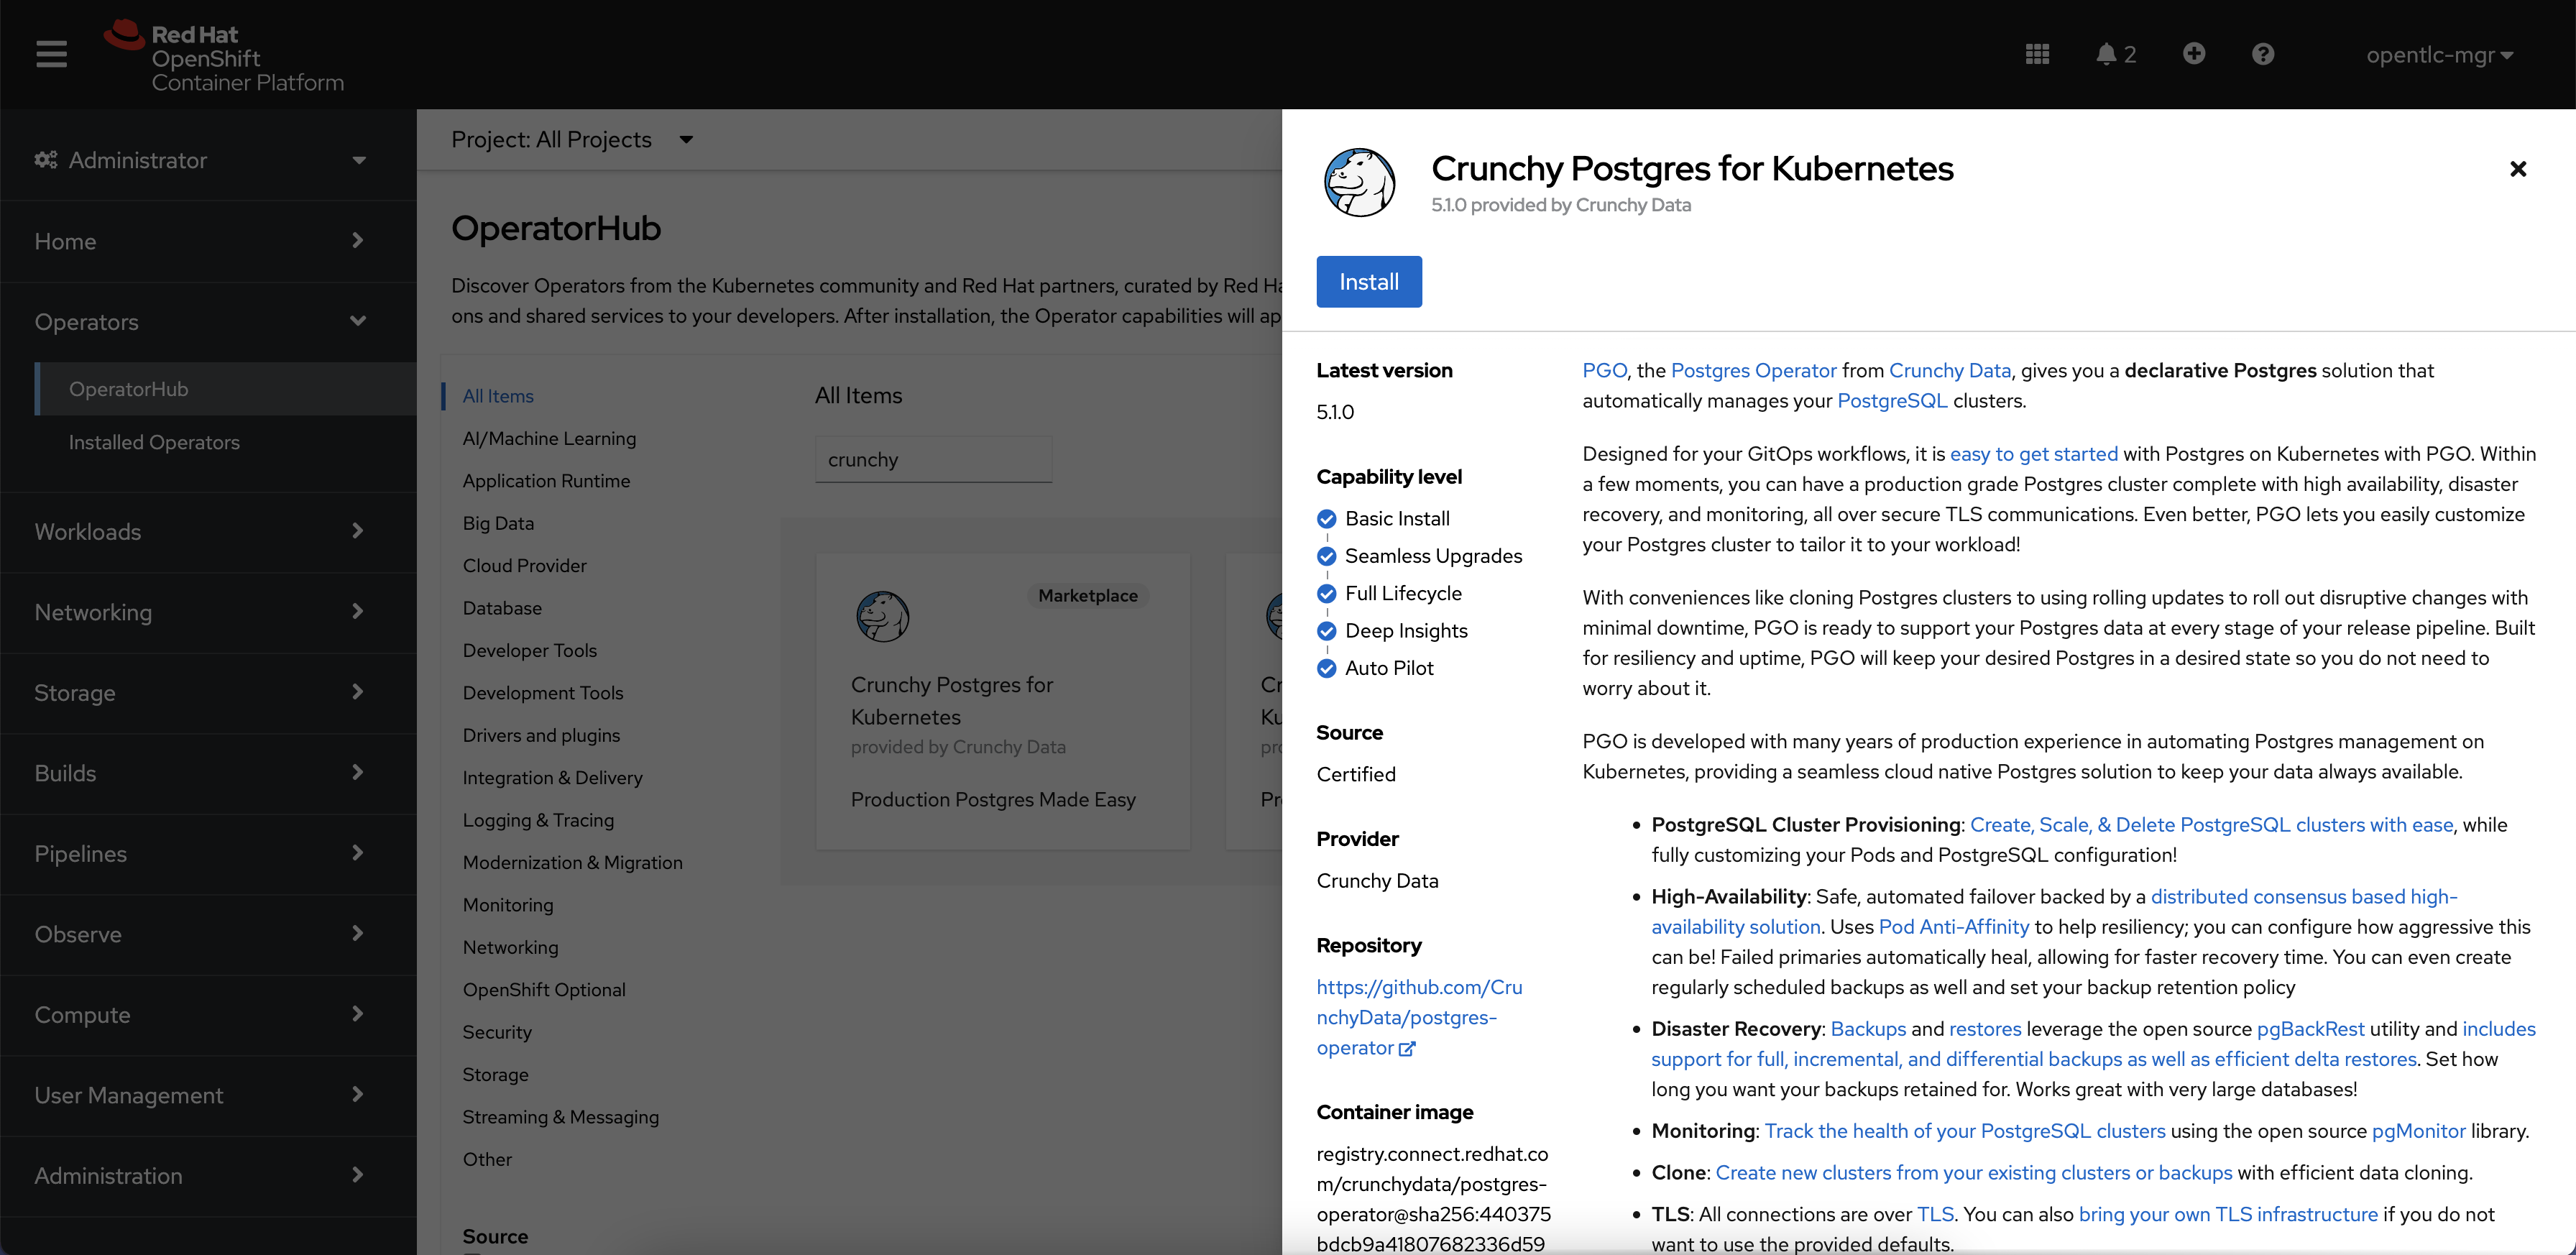 Red Hat
OpenShift
Container Platform
2
opentlc-mgr
Administrator
Home
Operators
OperatorHub
Installed Operators
Workloads
Networking
Storage
Builds
Pipelines
Observe
Compute
User Management
Administration
Project: All Projects
OperatorHub
Discover Operators from the Kubernetes community and Red Hat partners, curated by Red Ha
ons and shared services to your developers. After installation, the Operator capabilities will ap
All Items
AI/Machine Learning
Application Runtime
Big Data
Cloud Provider
Database
Developer Tools
Development Tools
Drivers and plugins
Integration & Delivery
Logging & Tracing
Modernization & Migration
Monitoring
Networking
OpenShift Optional
Security
Storage
Streaming & Messaging
Other
Source
All Items
crunchy
Marketplace
Crunchy Postgres for
Kubernetes
provided by Crunchy Data
Production Postgres Made Easy
Cr
Ku
pro
Pr
Crunchy Postgres for Kubernetes
5.1.0 provided by Crunchy Data
Install
Latest version
5.1.0
Capability level
Basic Install
Seamless Upgrades
Full Lifecycle
Deep Insights
Auto Pilot
Source
Certified
Provider
Crunchy Data
Repository
https://github.com/Cru
nchyData/postgres-
operator
Container image
registry.connect.redhat.co
m/crunchydata/postgres-
operator@sha256:440375
bdcb9a41807682336d59
PGO, the Postgres Operator from Crunchy Data, gives you a declarative Postgres solution that
automatically manages your PostgreSQL clusters.
Designed for your GitOps workflows, it is easy to get started with Postgres on Kubernetes with PGO. Within
a few moments, you can have a production grade Postgres cluster complete with high availability, disaster
recovery, and monitoring, all over secure TLS communications. Even better, PGO lets you easily customize
your Postgres cluster to tailor it to your workload!
With conveniences like cloning Postgres clusters to using rolling updates to roll out disruptive changes with
minimal downtime, PGO is ready to support your Postgres data at every stage of your release pipeline. Built
for resiliency and uptime, PGO will keep your desired Postgres in a desired state so you do not need to
worry about it.
PGO is developed with many years of production experience in automating Postgres management on
Kubernetes, providing a seamless cloud native Postgres solution to keep your data always available.
• PostgreSQL Cluster Provisioning: Create, Scale, & Delete PostgreSQL clusters with ease, while
fully customizing your Pods and PostgreSQL configuration!
• High-Availability: Safe, automated failover backed by a distributed consensus based high-
availability solution. Uses Pod Anti-Affinity to help resiliency; you can configure how aggressive this
can be! Failed primaries automatically heal, allowing for faster recovery time. You can even create
regularly scheduled backups as well and set your backup retention policy
• Disaster Recovery: Backups and restores leverage the open source pgBackRest utility and includes
support for full, incremental, and differential backups as well as efficient delta restores. Set how
long you want your backups retained for. Works great with very large databases!
• Monitoring: Track the health of your PostgreSQL clusters using the open source pgMonitor library.
• Clone: Create new clusters from your existing clusters or backups with efficient data cloning.
• TLS: All connections are over TLS. You can also bring your own TLS infrastructure if you do not
want to use the provided defaults.